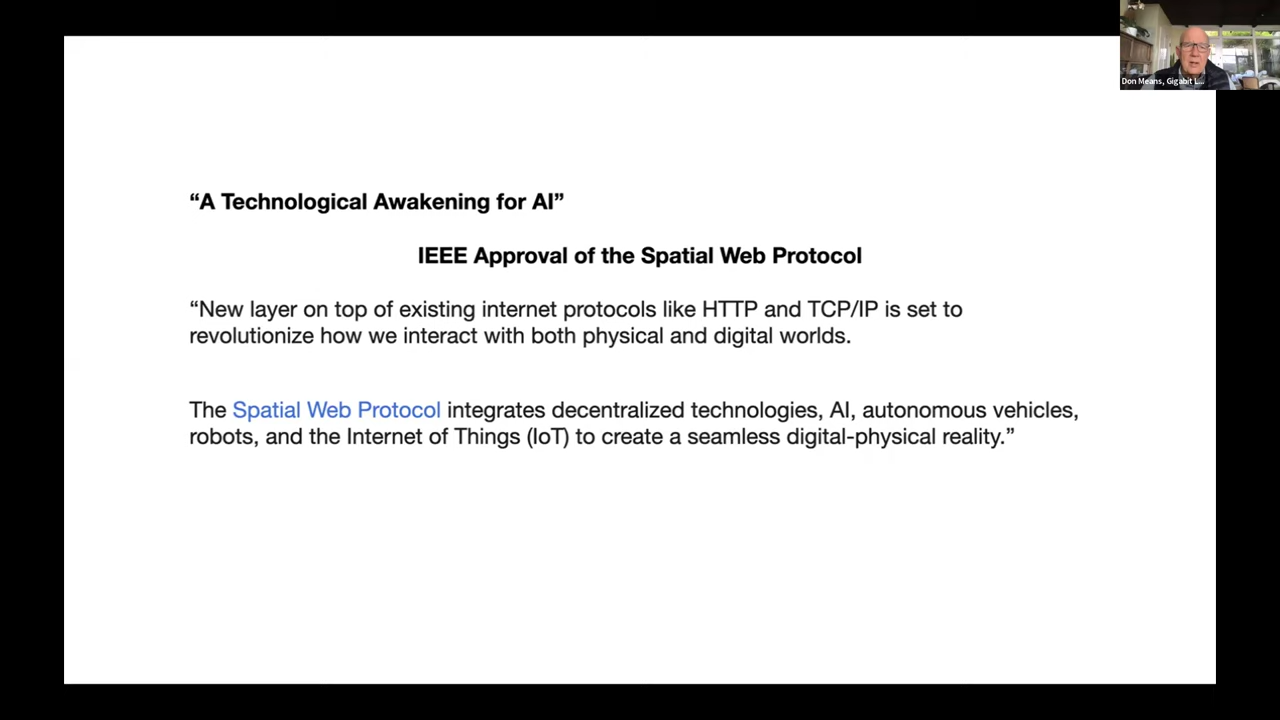 Don Means, Gigabit L...
“A Technological Awakening for AI”
IEEE Approval of the Spatial Web Protocol
“New layer on top of existing internet protocols like HTTP and TCP/IP is set to
revolutionize how we interact with both physical and digital worlds.
The Spatial Web Protocol integrates decentralized technologies, AI, autonomous vehicles,
robots, and the Internet of Things (IoT) to create a seamless digital-physical reality.”